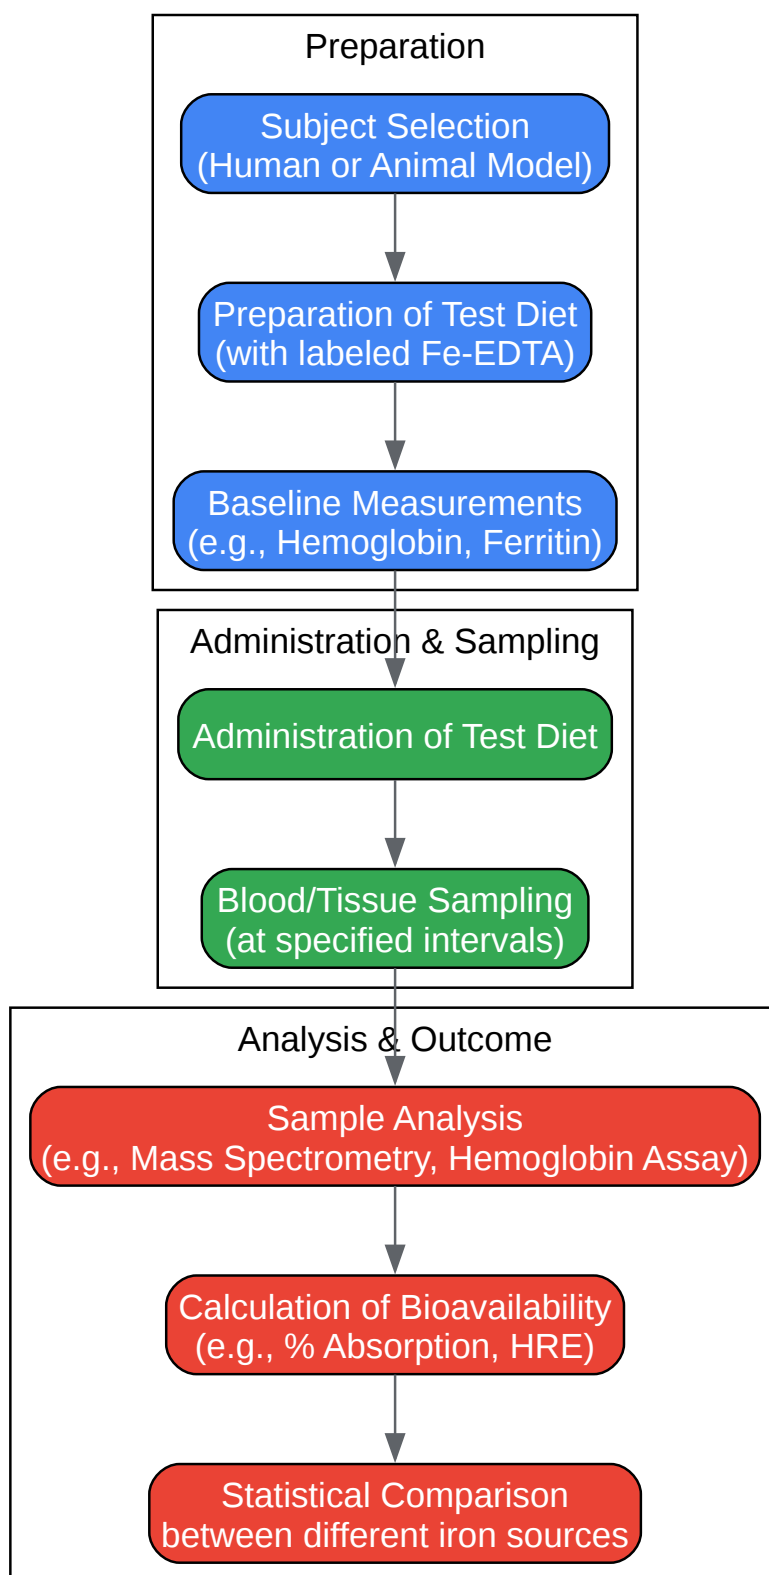 Preparation
Subject Selection
(Human or Animal Model)
Preparation of Test Diet
(with labeled Fe-EDTA)
Baseline Measurements
(e.g., Hemoglobin, Ferritin)
Administration & Sampling
Administration of Test Diet
Blood/Tissue Sampling
(at specified intervals)
Analysis & Outcome
Sample Analysis
(e.g., Mass Spectrometry, Hemoglobin Assay)
Calculation of Bioavailability
(e.g., % Absorption, HRE)
Statistical Comparison
between different iron sources